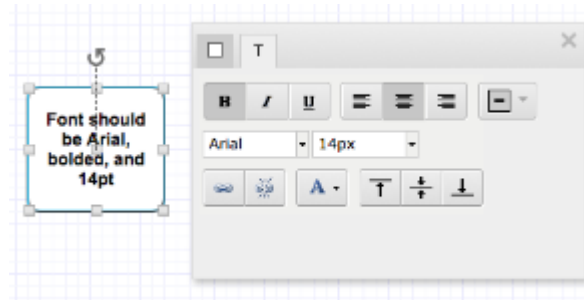 T
B I U
Font should
be Arial,
bolded, and
14pt
Arial 14px
A